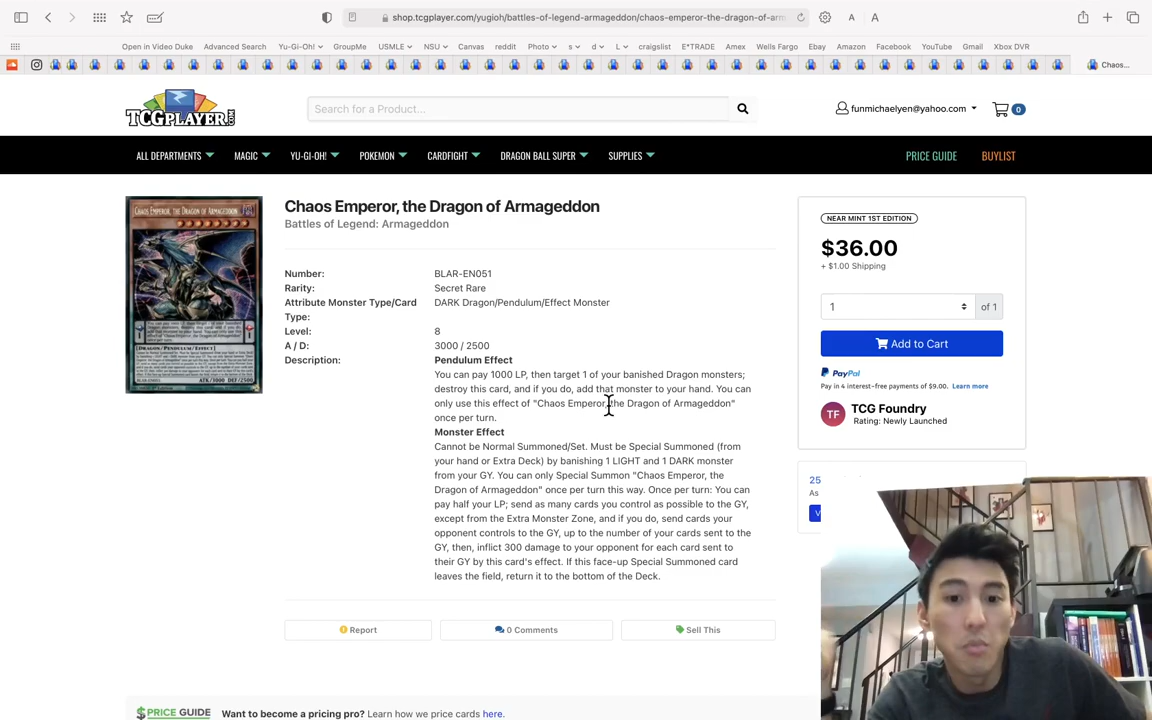 shop.tcgplayer.com/yugioh/battles-of-legend-armageddon/chaos-emperor-the-dragon-of-arm...
A A
Open in Video Duke Advanced Search Yu-Gi-Oh! GroupMe USMLE NSU Canvas reddit Photo s d L craigslist E*TRADE Amex Wells Fargo Ebay Amazon Facebook YouTube Gmail Xbox DVR
Chaos...
TCGPLAYER.COM
Search for a Product...
funmichaelyen@yahoo.com
0
ALL DEPARTMENTS MAGIC YU-GI-OH! POKEMON CARDFIGHT DRAGON BALL SUPER SUPPLIES PRICE GUIDE BUYLIST
CHAOS EMPEROR, THE DRAGON OF ARMAGEDDON
[DRAGON/PENDULUM/EFFECT]
ATK/3000 DEF/2500
Chaos Emperor, the Dragon of Armageddon
Battles of Legend: Armageddon
Number: BLAR-EN051
Rarity: Secret Rare
Attribute Monster Type/Card DARK Dragon/Pendulum/Effect Monster
Type:
Level: 8
A / D: 3000 / 2500
Description: Pendulum Effect
You can pay 1000 LP, then target 1 of your banished Dragon monsters;
destroy this card, and if you do, add that monster to your hand. You can
only use this effect of "Chaos Emperor, the Dragon of Armageddon"
once per turn.
Monster Effect
Cannot be Normal Summoned/Set. Must be Special Summoned (from
your hand or Extra Deck) by banishing 1 LIGHT and 1 DARK monster
from your GY. You can only Special Summon "Chaos Emperor, the
Dragon of Armageddon" once per turn this way. Once per turn: You can
pay half your LP; send as many cards you control as possible to the GY,
except from the Extra Monster Zone, and if you do, send cards your
opponent controls to the GY, up to the number of your cards sent to the
GY, then, inflict 300 damage to your opponent for each card sent to
their GY by this card's effect. If this face-up Special Summoned card
leaves the field, return it to the bottom of the Deck.
Report
0 Comments
Sell This
NEAR MINT 1ST EDITION
$36.00
+ $1.00 Shipping
1 of 1
Add to Cart
PayPal
Pay in 4 interest-free payments of $9.00. Learn more
TF TCG Foundry
Rating: Newly Launched
25
As
V
$PRICE GUIDE Want to become a pricing pro? Learn how we price cards here.